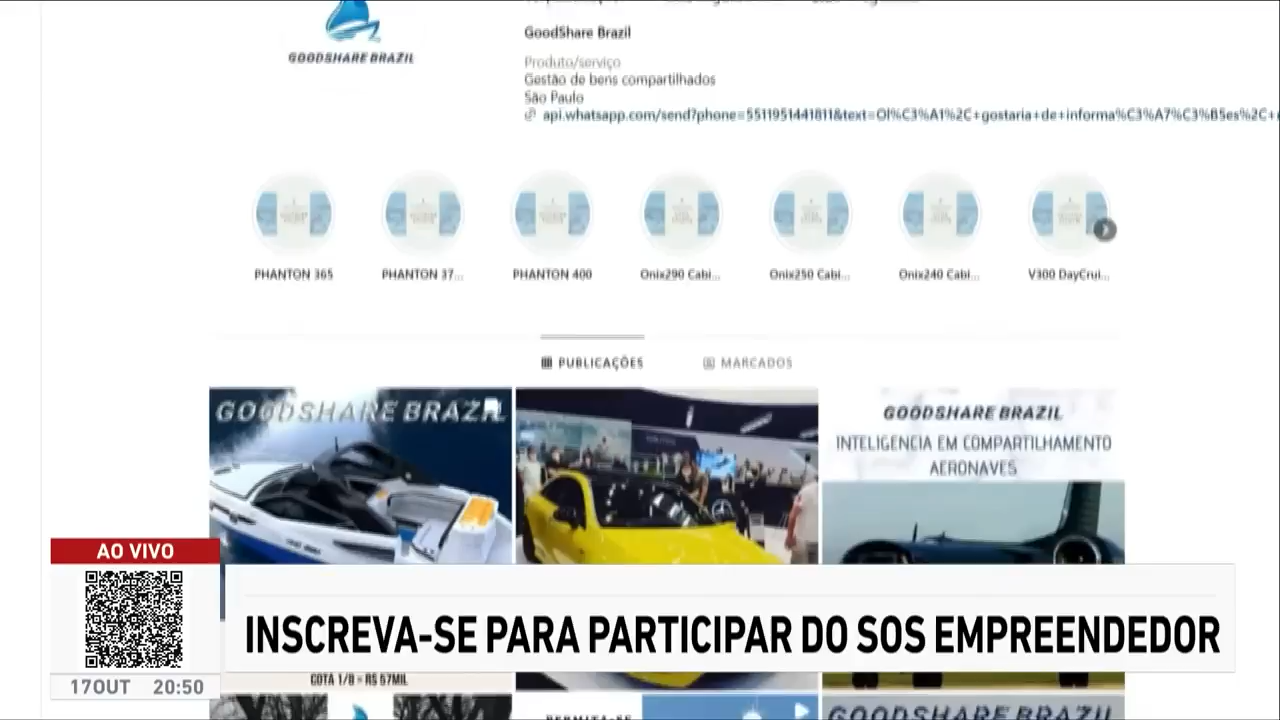 GOODSHARE BRAZIL
GoodShare Brazil
Produto/serviço
Gestão de bens compartilhados
São Paulo
api.whatsapp.com/send?phone=5511951441811&text=Ol%C3%A1%2C+gostaria+de+informa%C3%A7%C3%B5es%2C+
PHANTON 365
PHANTON 37...
PHANTON 400
Onix290 Cabi...
Onix250 Cabi...
Onix240 Cabi...
V300 DayCrui...
PUBLICAÇÕES
MARCADOS
GOODSHARE BRAZIL
GOODSHARE BRAZIL
INTELIGENCIA EM COMPARTILHAMENTO
AERONAVES
AO VIVO
INSCREVA-SE PARA PARTICIPAR DO SOS EMPREENDEDOR
17OUT 20:50
COTA 1/8 = R$ 57MIL
PERMITA-SE
GOODSHARE BRAZIL